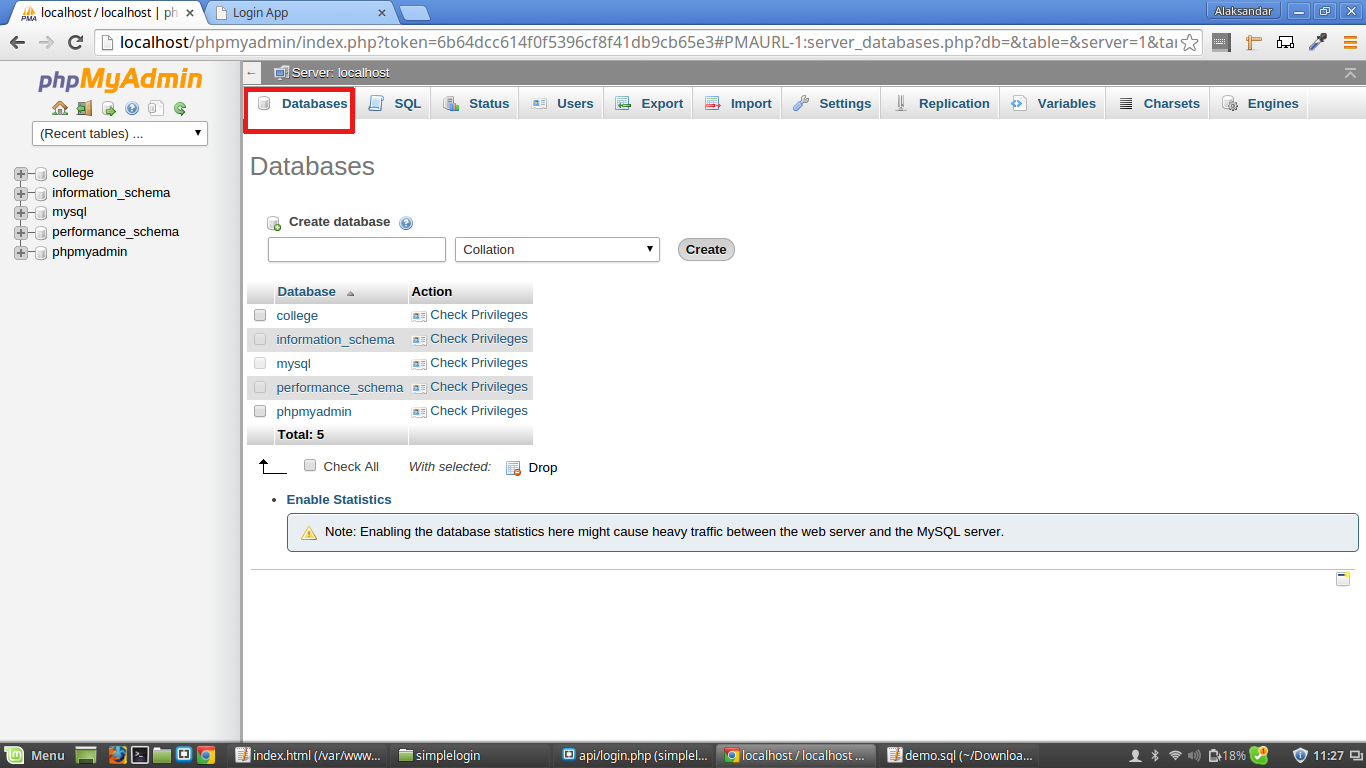 localhost / localhost | ph
Login App
Alaksandar
localhost/phpmyadmin/index.php?token=6b64dcc614f0f5396cf8f41db9cb65e3#PMAURL-1:server_databases.php?db=&table=&server=1&tar
phpMyAdmin
Server: localhost
Databases SQL Status Users Export Import Settings Replication Variables Charsets Engines
(Recent tables) ...
college
information_schema
mysql
performance_schema
phpmyadmin
Databases
Create database
Collation Create
Database Action
college Check Privileges
information_schema Check Privileges
mysql Check Privileges
performance_schema Check Privileges
phpmyadmin Check Privileges
Total: 5
Check All With selected: Drop
Enable Statistics
Note: Enabling the database statistics here might cause heavy traffic between the web server and the MySQL server.
Menu index.html (/var/www... simplelogin api/login.php (simplel... localhost / localhost ... demo.sql (~/Downloa... 18% 11:27